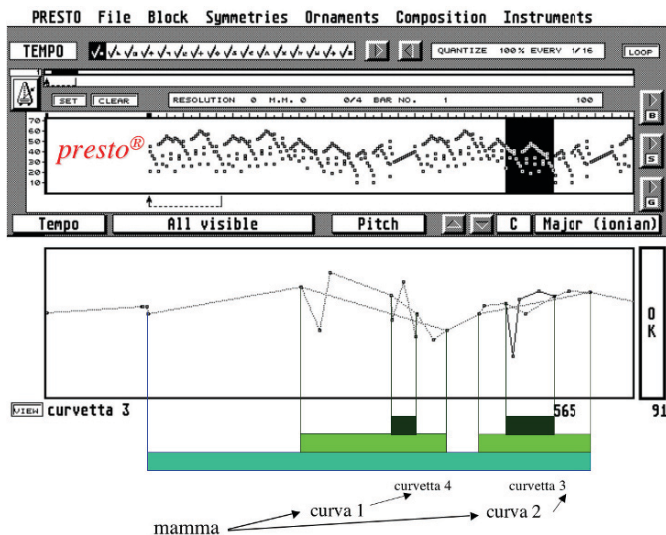 PRESTO File Block Symmetries Ornaments Composition Instruments
TEMPO QUANTIZE 100% EVERY 1/16 LOOP
1
SET CLEAR RESOLUTION 0 M.M. 0 0/4 BAR NO. 1 100
B
70
60
50
40
30
20
10
presto®
S
G
Tempo All visible Pitch C Major (ionian)
OK
VIEW curvetta 3 565 91
curvetta 4 curvetta 3
curva 1 curva 2
mamma